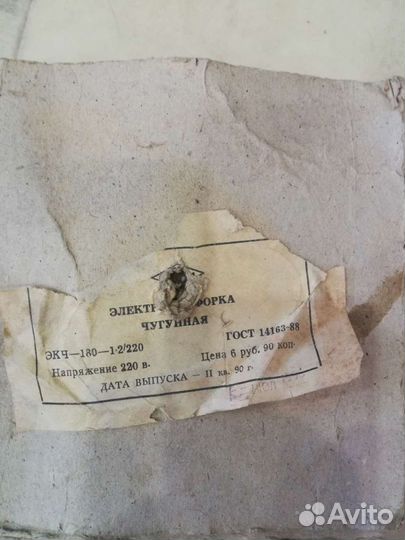 ЭЛЕКТ ФОРКА
ЧУГУННАЯ
ГОСТ 14163-88
ЭКЧ—180—1-2/220
Цена 6 руб. 90 коп.
Напряжение 220 в.
ДАТА ВЫПУСКА — II кв. 90 г.
Avito